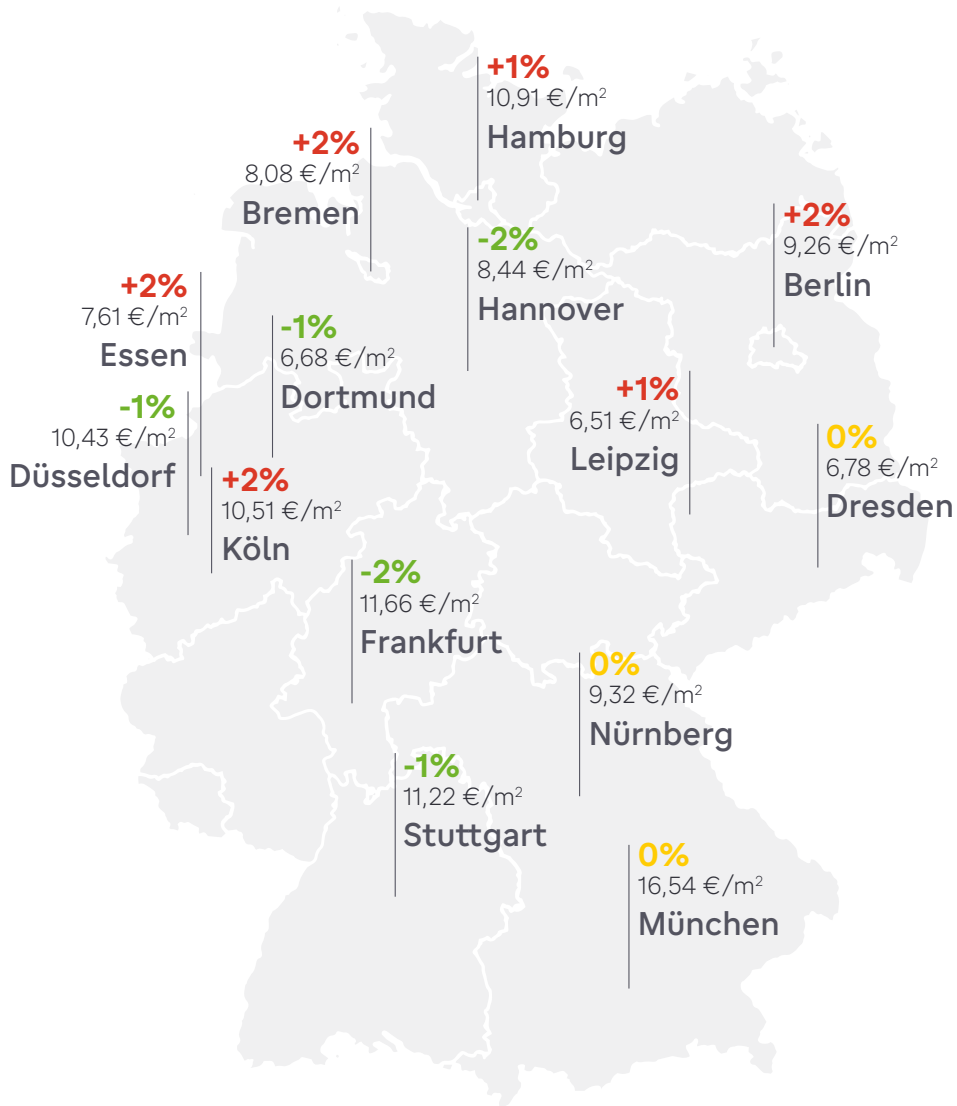 +1%
10,91 €/m²
Hamburg
+2%
8,08 €/m²
Bremen
+2%
9,26 €/m²
Berlin
-2%
8,44 €/m²
Hannover
+2%
7,61 €/m²
Essen
-1%
6,68 €/m²
Dortmund
+1%
6,51 €/m²
Leipzig
-1%
10,43 €/m²
Düsseldorf
0%
6,78 €/m²
Dresden
+2%
10,51 €/m²
Köln
-2%
11,66 €/m²
Frankfurt
0%
9,32 €/m²
Nürnberg
-1%
11,22 €/m²
Stuttgart
0%
16,54 €/m²
München